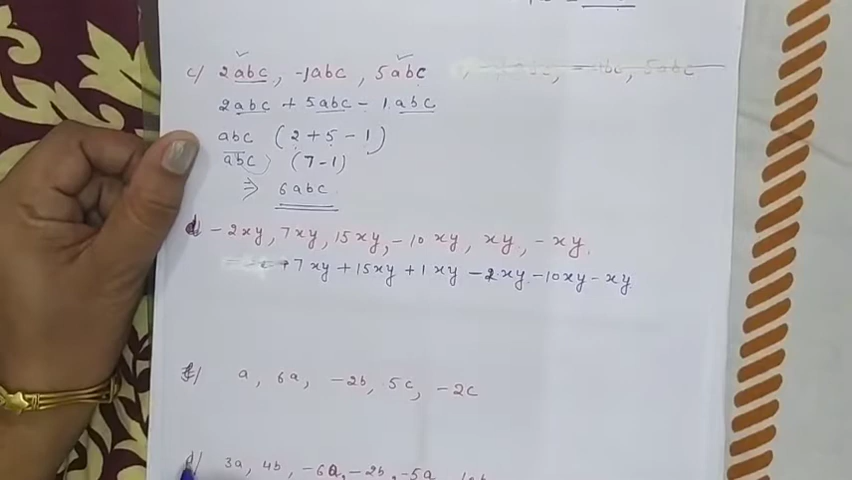 c/ 2abc, -1abc, 5abc
2abc + 5abc - 1abc
abc (2+5-1)
abc (7-1)
⇒ 6abc
d/ -2xy, 7xy, 15xy, -10xy, xy, -xy.
+7xy + 15xy + 1xy - 2xy - 10xy - xy
a, 6a, -2b, 5c, -2c
d/ 3a, 4b, -6a, -2b, -5a